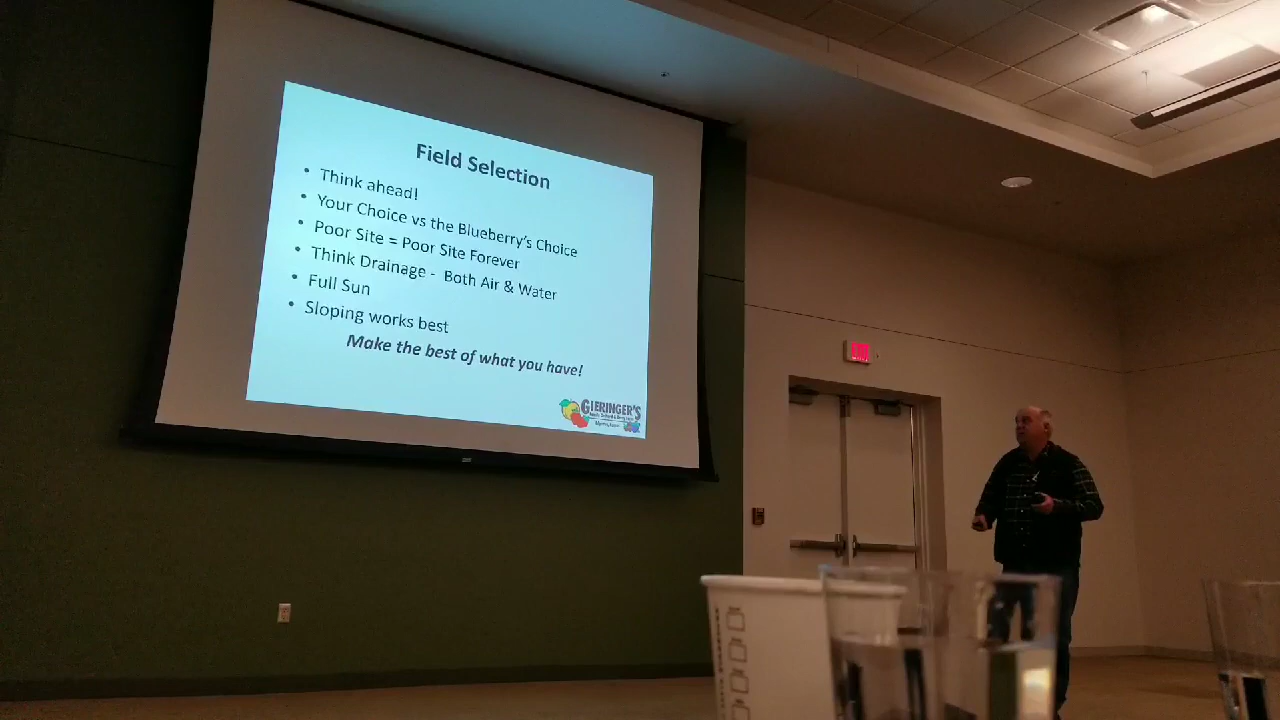 Field Selection
• Think ahead!
• Your Choice vs the Blueberry's Choice
• Poor Site = Poor Site Forever
• Think Drainage - Both Air & Water
• Full Sun
• Sloping works best
Make the best of what you have!
GIERINGER'S
EXIT